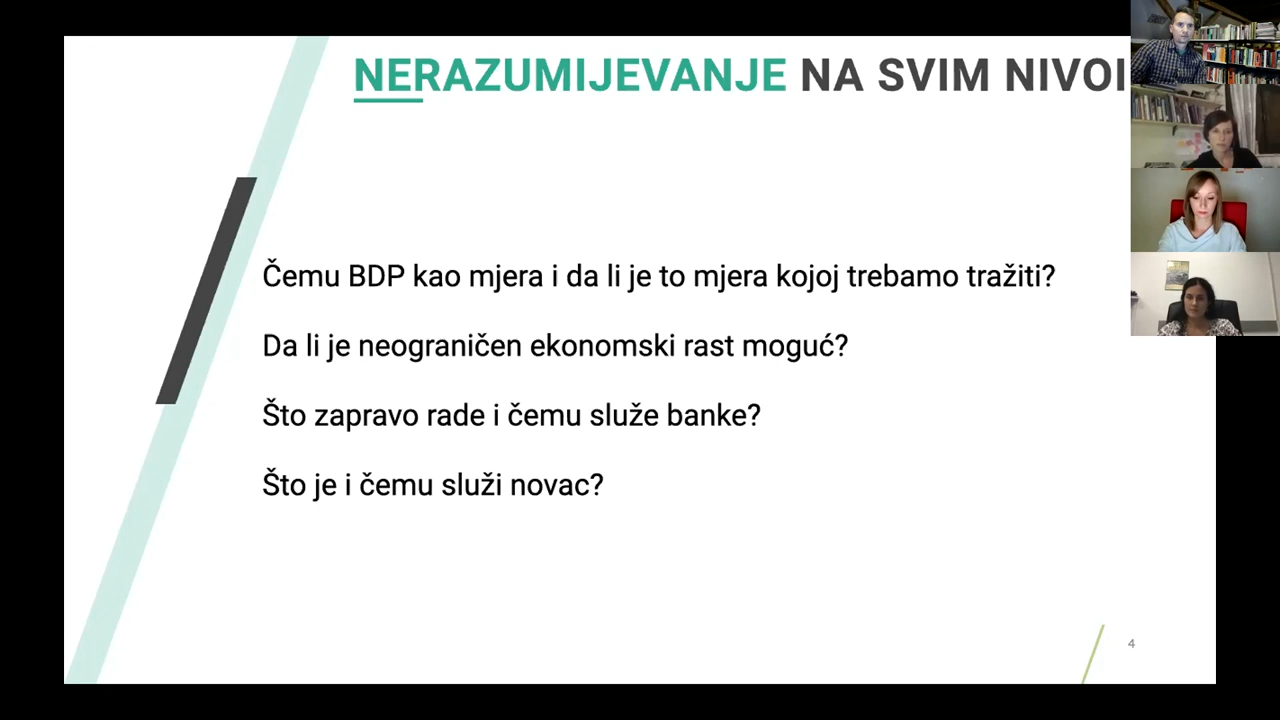 NERAZUMIJEVANJE NA SVIM
Čemu BDP kao mjera i da li je to mjera kojoj trebamo tražiti?
Da li je neograničen ekonomski rast moguć?
Što zapravo rade i čemu služe banke?
Što je i čemu služi novac?
4